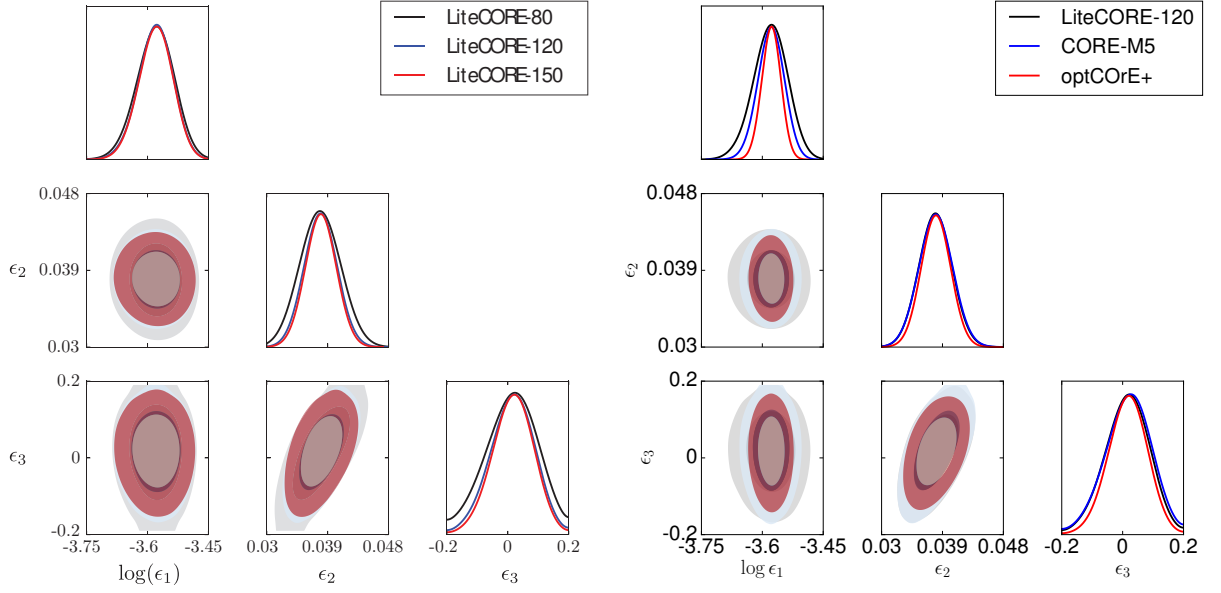 LiteCORE-80
LiteCORE-120
LiteCORE-150
0.048
ϵ2
0.039
0.03
0.2
ϵ3
0
-0.2
-3.75
-3.6
-3.45
0.03
0.039
0.048
-0.2
0
0.2
log(ϵ1)
ϵ2
ϵ3
LiteCORE-120
CORE-M5
optCOrE+
0.048
ϵ2
0.039
0.03
0.2
ϵ3
0
-0.2
-3.75
-3.6
-3.45
0.03
0.039
0.048
-0.2
0
0.2
log ϵ1
ϵ2
ϵ3